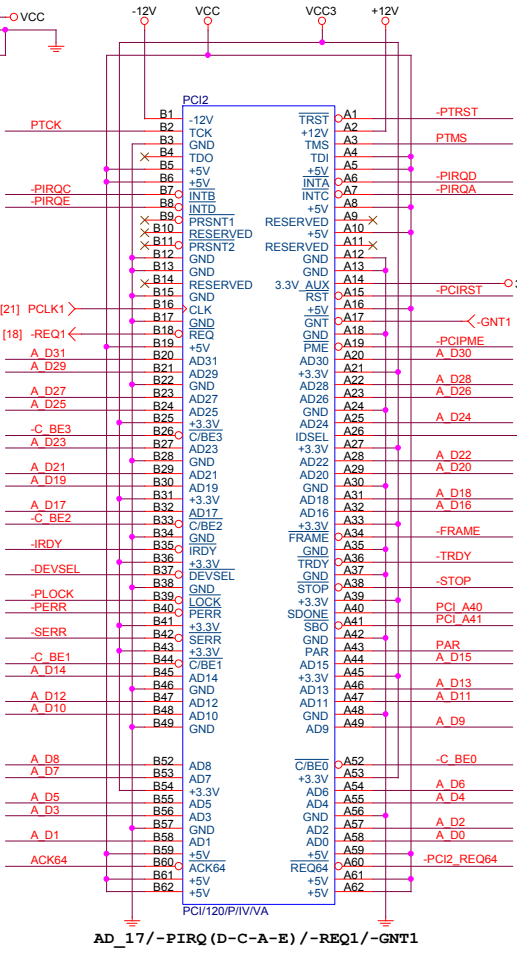 VCC -12V VCC VCC3 +12V
PCI2
B1 -12V TRST A1 -PTRST
PTCK B2 TCK +12V A2
B3 GND TMS A3 PTMS
B4 TDO TDI A4
B5 +5V +5V A5
B6 +5V INTA A6 -PIRQD
-PIRQC B7 INTB INTC A7 -PIRQA
-PIRQE B8 INTD +5V A8
B9 PRSNT1 RESERVED A9
B10 RESERVED +5V A10
B11 PRSNT2 RESERVED A11
B12 GND GND A12
B13 GND GND A13
B14 RESERVED 3.3V_AUX A14
B15 GND RST A15 -PCIRST
[21] PCLK1 B16 CLK +5V A16
B17 GND GNT A17 -GNT1
[18] -REQ1 B18 REQ GND A18
B19 +5V PME A19 -PCIPME
A_D31 B20 AD31 AD30 A20 A_D30
A_D29 B21 AD29 +3.3V A21
B22 GND AD28 A22 A_D28
A_D27 B23 AD27 AD26 A23 A_D26
A_D25 B24 AD25 GND A24
B25 +3.3V AD24 A25 A_D24
-C_BE3 B26 C/BE3 IDSEL A26
A_D23 B27 AD23 +3.3V A27
B28 GND AD22 A28 A_D22
A_D21 B29 AD21 AD20 A29 A_D20
A_D19 B30 AD19 GND A30
B31 +3.3V AD18 A31 A_D18
A_D17 B32 AD17 AD16 A32 A_D16
-C_BE2 B33 C/BE2 +3.3V A33
B34 GND FRAME A34 -FRAME
-IRDY B35 IRDY GND A35
B36 +3.3V TRDY A36 -TRDY
-DEVSEL B37 DEVSEL GND A37
B38 GND STOP A38 -STOP
-PLOCK B39 LOCK +3.3V A39
-PERR B40 PERR SDONE A40 PCI_A40
B41 +3.3V SBO A41 PCI_A41
-SERR B42 SERR GND A42
B43 +3.3V PAR A43 PAR
-C_BE1 B44 C/BE1 AD15 A44 A_D15
A_D14 B45 AD14 +3.3V A45
B46 GND AD13 A46 A_D13
A_D12 B47 AD12 AD11 A47 A_D11
A_D10 B48 AD10 GND A48
B49 GND AD9 A49 A_D9
A_D8 B52 AD8 C/BE0 A52 -C_BE0
A_D7 B53 AD7 +3.3V A53
B54 +3.3V AD6 A54 A_D6
A_D5 B55 AD5 AD4 A55 A_D4
A_D3 B56 AD3 GND A56
B57 GND AD2 A57 A_D2
A_D1 B58 AD1 AD0 A58 A_D0
B59 +5V +5V A59
ACK64 B60 ACK64 REQ64 A60 -PCI2_REQ64
B61 +5V +5V A61
B62 +5V +5V A62
PCI/120/P/IV/VA
AD_17/-PIRQ(D-C-A-E)/-REQ1/-GNT1